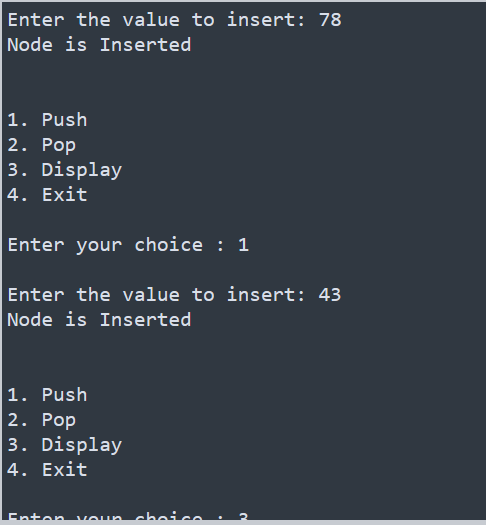 Enter the value to insert: 78
Node is Inserted
1. Push
2. Pop
3. Display
4. Exit
Enter your choice : 1
Enter the value to insert: 43
Node is Inserted
1. Push
2. Pop
3. Display
4. Exit
Enter your choice : 3